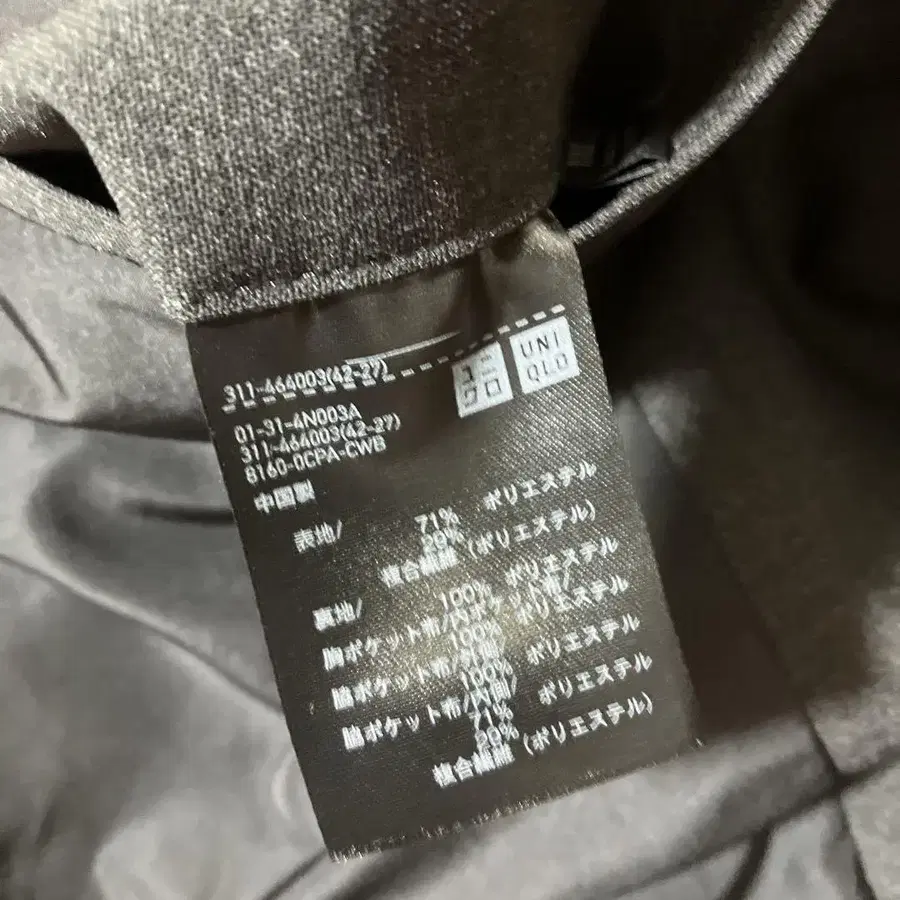 311-464003(42-27)
ユニ
クロ
UNI
QLO
01-31-4N003A
311-464003(42-27)
8160-0CPA-CWB
中国製
表地/
71% ポリエステル
29%
複合繊維(ポリエステル)
裏地/
100% ポリエステル
胸ポケット布/
100% ポリエステル
脇ポケット布/
100% ポリエステル
脇ポケット布/内側/
71% ポリエステル
29%
複合繊維(ポリエステル)